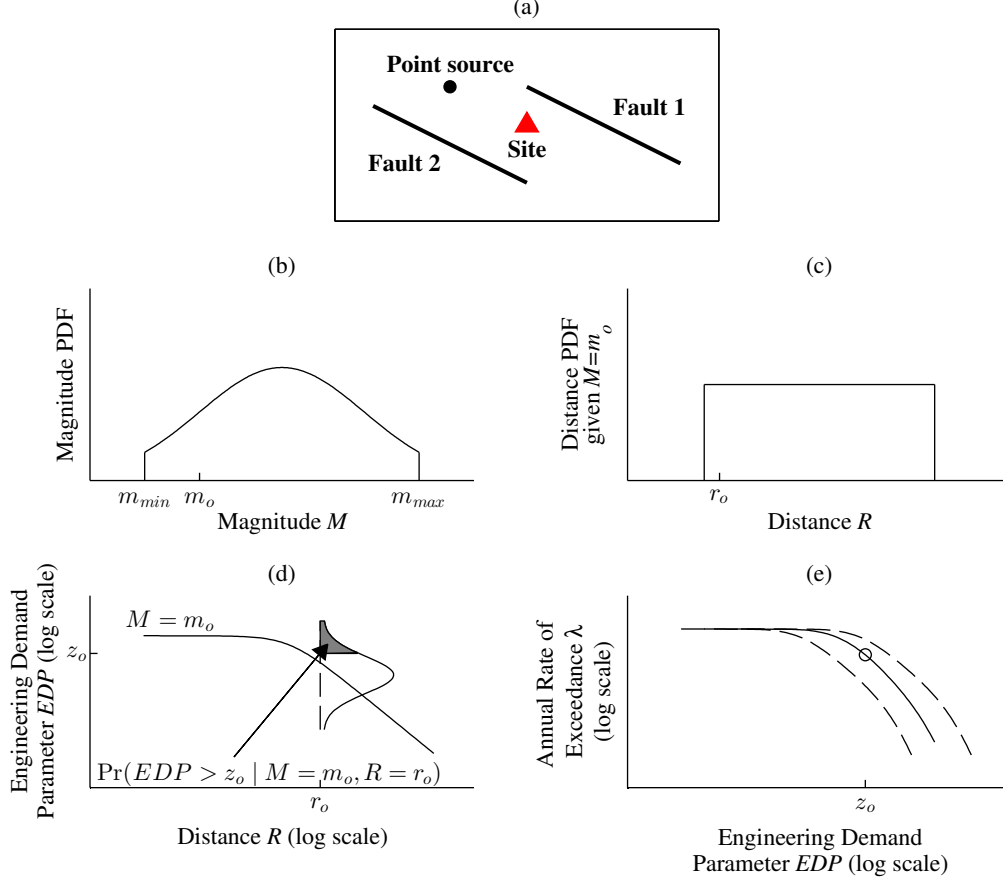 (a)
Point source
Fault 1
Site
Fault 2
(b)
Magnitude PDF
m_min m_o m_max
Magnitude M
(c)
Distance PDF
given M=m_o
r_o
Distance R
(d)
Engineering Demand
Parameter EDP (log scale)
M = m_o
z_o
Pr(EDP > z_o | M = m_o, R = r_o)
r_o
Distance R (log scale)
(e)
Annual Rate of
Exceedance λ
(log scale)
z_o
Engineering Demand
Parameter EDP (log scale)